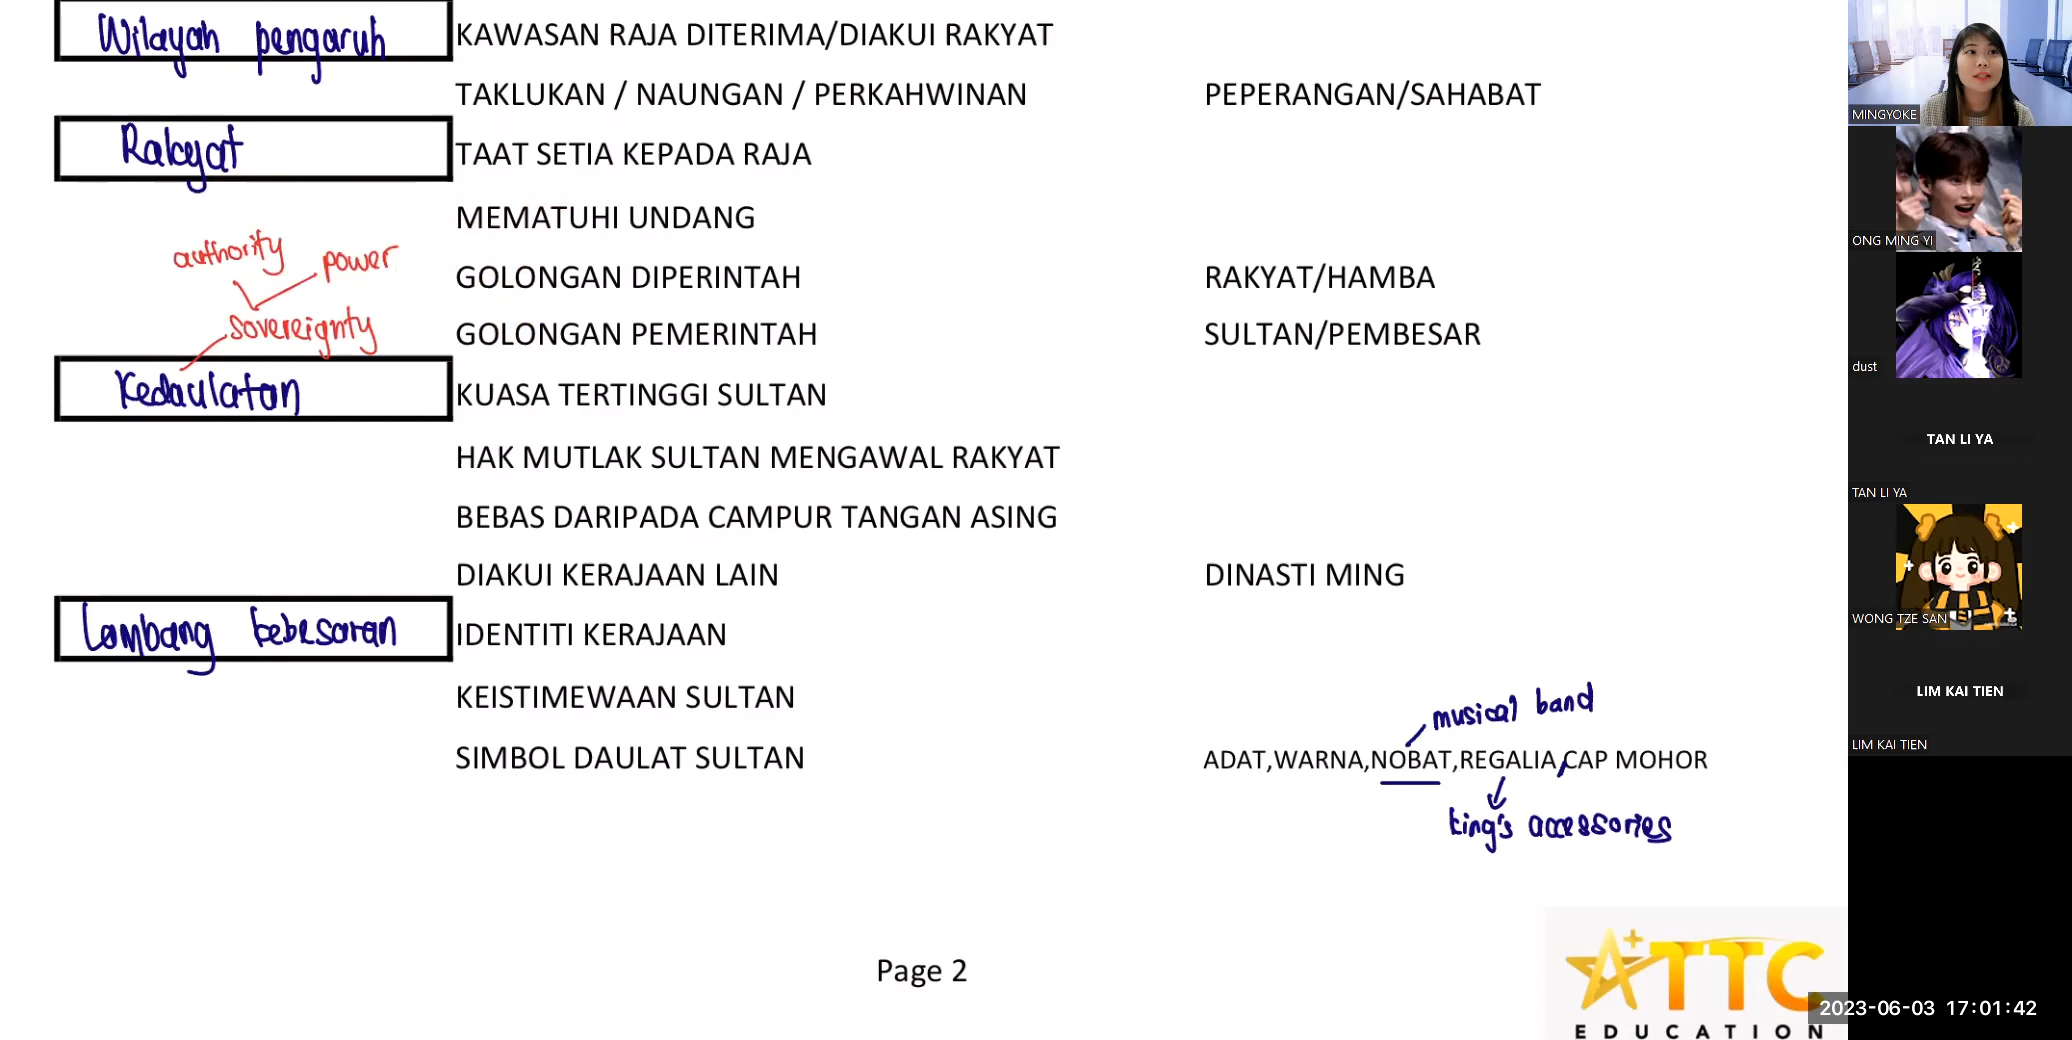 Wilayah pengaruh KAWASAN RAJA DITERIMA/DIAKUI RAKYAT
TAKLUKAN / NAUNGAN / PERKAHWINAN PEPERANGAN/SAHABAT
Rakyat TAAT SETIA KEPADA RAJA
MEMATUHI UNDANG
authority power
GOLONGAN DIPERINTAH RAKYAT/HAMBA
sovereignty GOLONGAN PEMERINTAH SULTAN/PEMBESAR
Kedaulatan KUASA TERTINGGI SULTAN
HAK MUTLAK SULTAN MENGAWAL RAKYAT
BEBAS DARIPADA CAMPUR TANGAN ASING
DIAKUI KERAJAAN LAIN DINASTI MING
Lambang kebesaran IDENTITI KERAJAAN
KEISTIMEWAAN SULTAN
musical band
SIMBOL DAULAT SULTAN ADAT,WARNA,NOBAT,REGALIA,CAP MOHOR
king's accessories
Page 2
A+TTC
EDUCATION
MINGYOKE
ONG MING YI
dust
TAN LI YA
TAN LI YA
WONG TZE SAN
LIM KAI TIEN
LIM KAI TIEN
2023-06-03 17:01:42